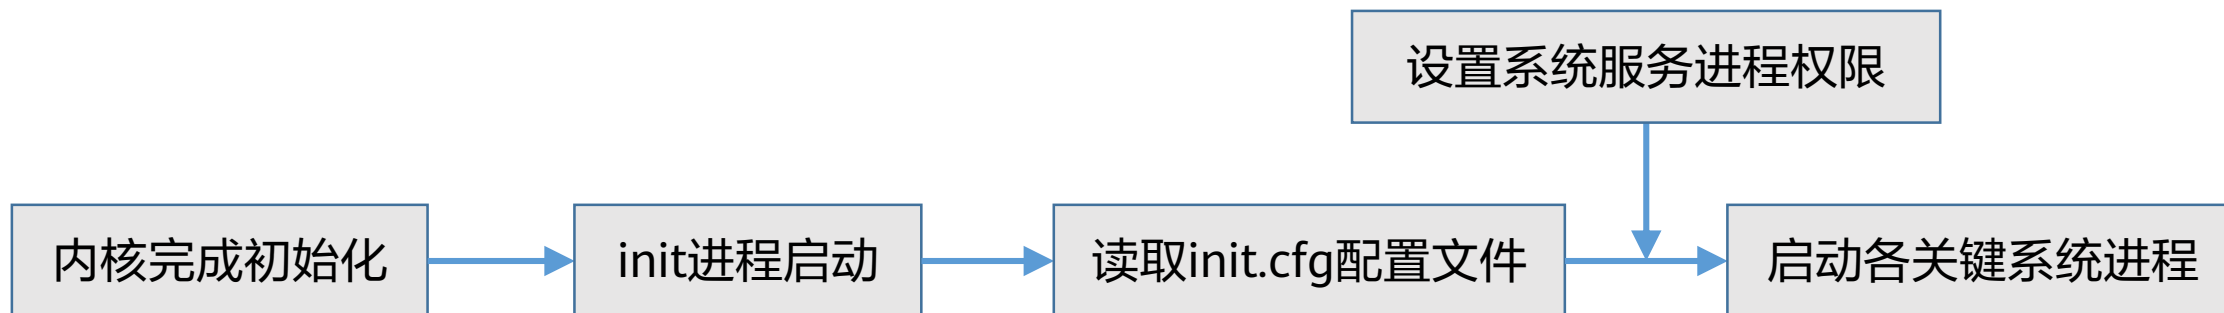 设置系统服务进程权限
内核完成初始化
init进程启动
读取init.cfg配置文件
启动各关键系统进程